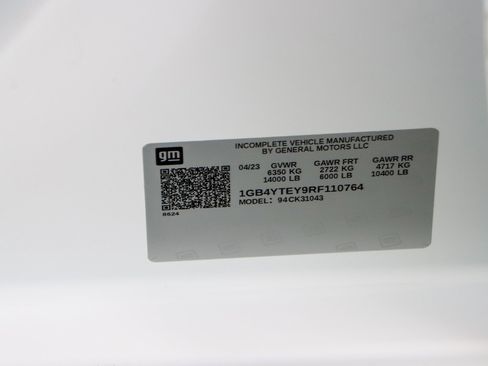 gm
INCOMPLETE VEHICLE MANUFACTURED
BY GENERAL MOTORS LLC
04/23 GVWR GAWR FRT GAWR RR
6350 KG 2722 KG 4717 KG
14000 LB 6000 LB 10400 LB
1GB4YTEY9RF110764
MODEL: 94CK31043
8624